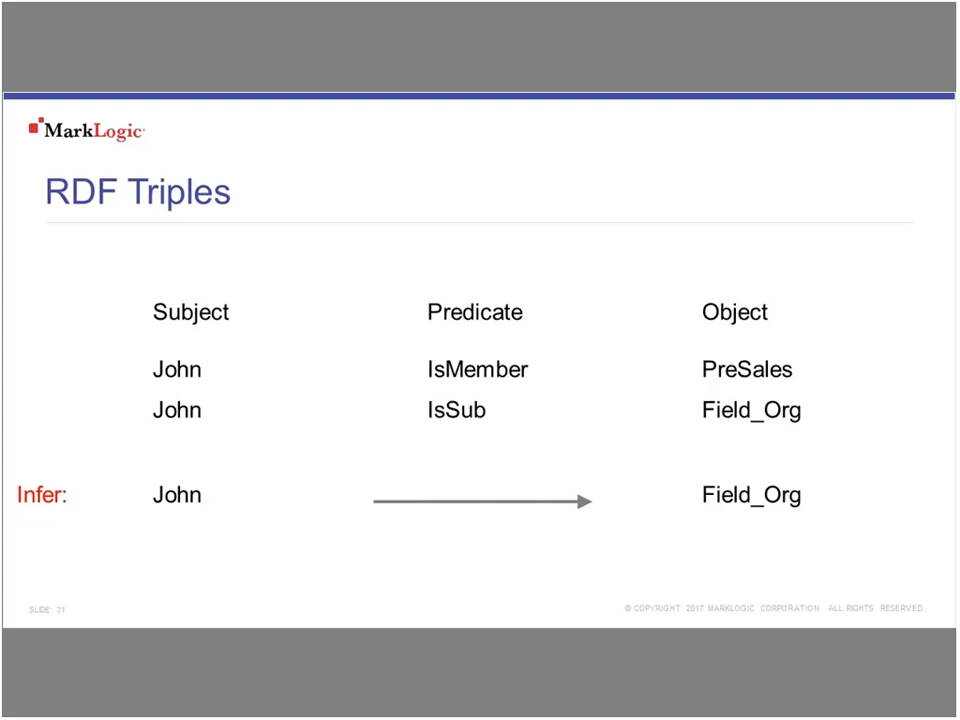 MarkLogic
RDF Triples
Subject Predicate Object
John IsMember PreSales
John IsSub Field_Org
Infer: John Field_Org
SLIDE: 31 © COPYRIGHT 2017 MARKLOGIC CORPORATION. ALL RIGHTS RESERVED.